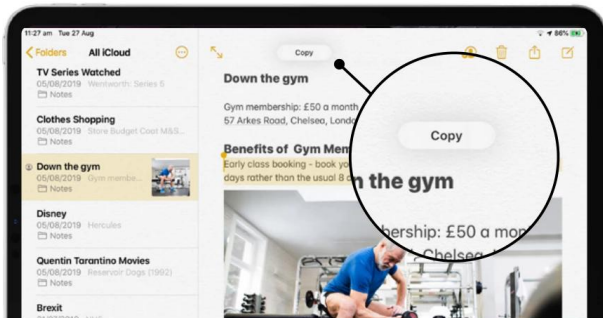 11:27 am Tue 27 Aug
86%
Folders All iCloud
Copy
TV Series Watched
05/08/2019 Wentworth: Series 5
Notes
Clothes Shopping
05/08/2019 Store Budget Coat M&S...
Notes
Down the gym
05/08/2019 Gym membe...
Notes
Disney
05/08/2019 Hercules
Notes
Quentin Tarantino Movies
05/08/2019 Reservoir Dogs (1992)
Notes
Brexit
Down the gym
Gym membership: £50 a month
57 Arkes Road, Chelsea, Londo
Benefits of Gym Mem
Early class booking - book yo
days rather than the usual 8
Copy
n the gym
bership: £50 a mon
Chelsea